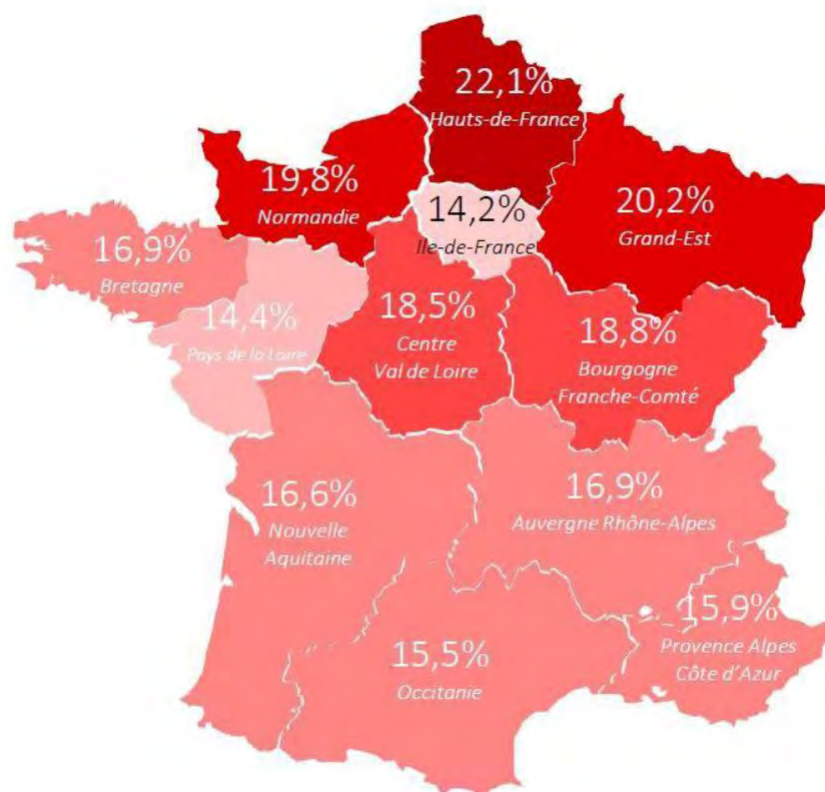 22,1%
Hauts-de-France
19,8%
Normandie
14,2%
Ile-de-France
20,2%
Grand-Est
16,9%
Bretagne
14,4%
Pays de la Loire
18,5%
Centre
Val de Loire
18,8%
Bourgogne
Franche-Comté
16,6%
Nouvelle
Aquitaine
16,9%
Auvergne Rhône-Alpes
15,9%
Provence Alpes
Côte d'Azur
15,5%
Occitanie